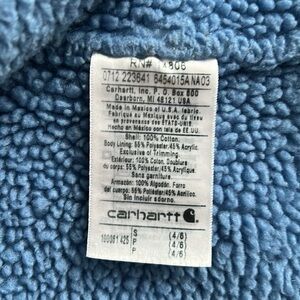 RN# 14806
0712 223641 6454015A NA03
Carhartt, Inc. P.O. Box 600
Dearborn, MI 48121 USA
Made in Mexico of U.S.A. fabric.
Fabriqué au Mexique avec du tissu
en provenance des ÉTATS-UNIS.
Hecho en México con tela de EE UU.
Shell: 100% Cotton.
Body Lining: 55% Polyester/45% Acrylic.
Exclusive of Trimming.
Extérieur: 100% Coton. Doublure
du corps: 55% Polyester/45% Acrylique.
Sans garniture.
Armazón: 100% Algodón. Forro
del cuerpo: 55% Poliéster/45% Acrílico.
Sin incluir adorno.
carhartt
S (4/6)
100061 425 P (4/6)
P (4/6)